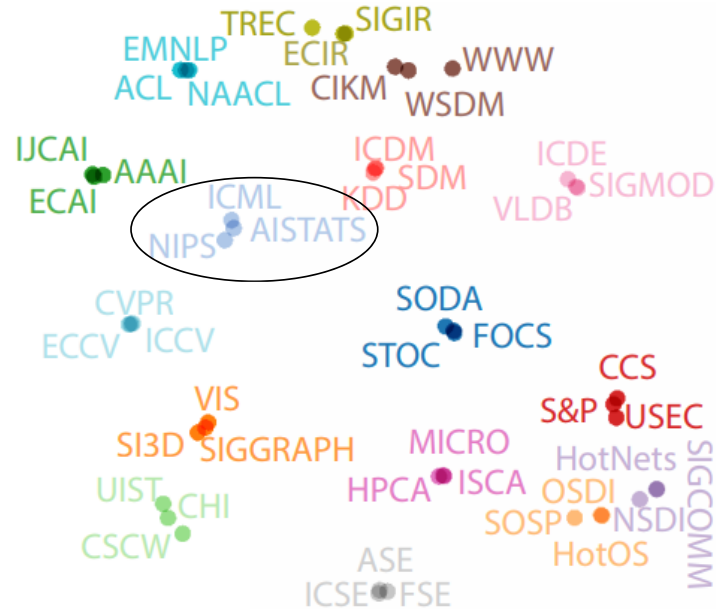 TREC
SIGIR
ECIR
EMNLP
WWW
ACL
NAACL
CIKM
WSDM
IJCAI
AAAI
ECAI
ICDM
SDM
KDD
ICDE
SIGMOD
VLDB
ICML
AISTATS
NIPS
CVPR
ECCV
ICCV
SODA
FOCS
STOC
CCS
S&P
USEC
VIS
SI3D
SIGGRAPH
MICRO
HPCA
ISCA
HotNets
SIGCOMM
NSDI
OSDI
SOSP
HotOS
UIST
CHI
CSCW
ASE
ICSE
FSE